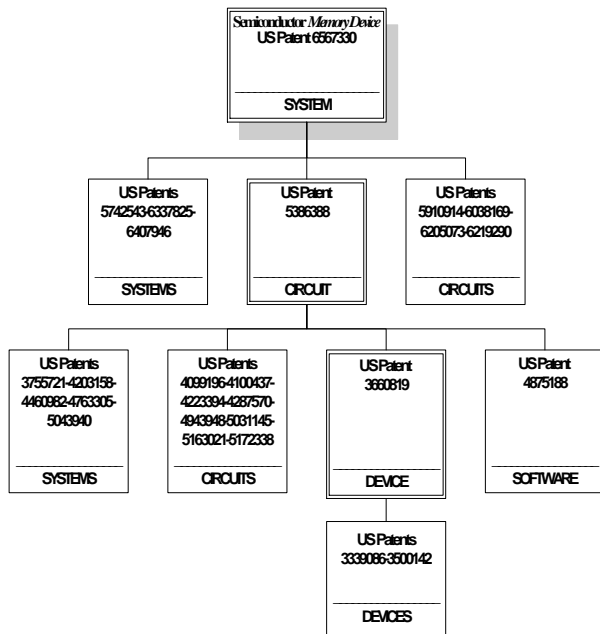 Semiconductor Memory Device
US Patent 6567330
SYSTEM
US Patents
5742543-6337825-
6407946
SYSTEMS
US Patent
5386388
CIRCUIT
US Patents
5910914-6038169-
6205073-6219290
CIRCUITS
US Patents
3755721-4203158-
4460982-4763305-
5043940
SYSTEMS
US Patents
4099196-4100437-
4223394-4287570-
4943948-5031145-
5163021-5172338
CIRCUITS
US Patent
3660819
DEVICE
US Patent
4875188
SOFTWARE
US Patents
3339086-3500142
DEVICES